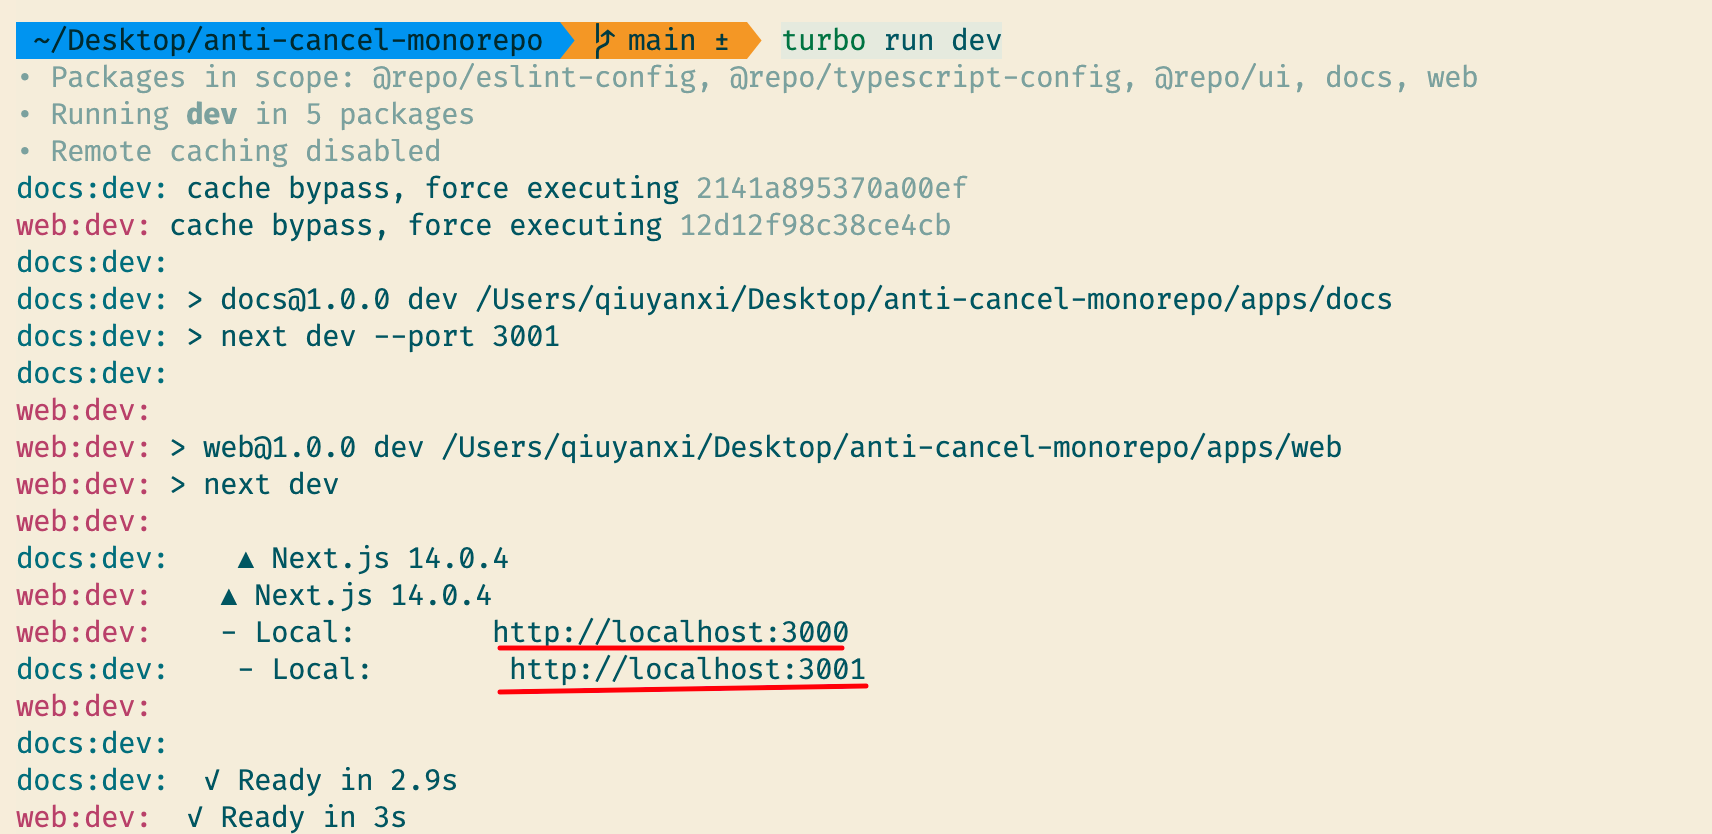 ~/Desktop/anti-cancel-monorepo main ± turbo run dev
• Packages in scope: @repo/eslint-config, @repo/typescript-config, @repo/ui, docs, web
• Running dev in 5 packages
• Remote caching disabled
docs:dev: cache bypass, force executing 2141a895370a00ef
web:dev: cache bypass, force executing 12d12f98c38ce4cb
docs:dev:
docs:dev: > docs@1.0.0 dev /Users/qiuyanxi/Desktop/anti-cancel-monorepo/apps/docs
docs:dev: > next dev --port 3001
docs:dev:
web:dev:
web:dev: > web@1.0.0 dev /Users/qiuyanxi/Desktop/anti-cancel-monorepo/apps/web
web:dev: > next dev
web:dev:
docs:dev:    ▲ Next.js 14.0.4
web:dev:    ▲ Next.js 14.0.4
web:dev:    - Local:        http://localhost:3000
docs:dev:    - Local:        http://localhost:3001
web:dev:
docs:dev:
docs:dev:  ✓ Ready in 2.9s
web:dev:  ✓ Ready in 3s